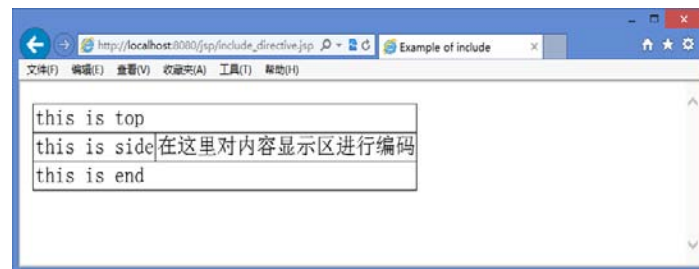 http://localhost:8080/jsp/include_directive.jsp
Example of include
文件(F) 编辑(E) 查看(V) 收藏夹(A) 工具(T) 帮助(H)
this is top
this is side 在这里对内容显示区进行编码
this is end